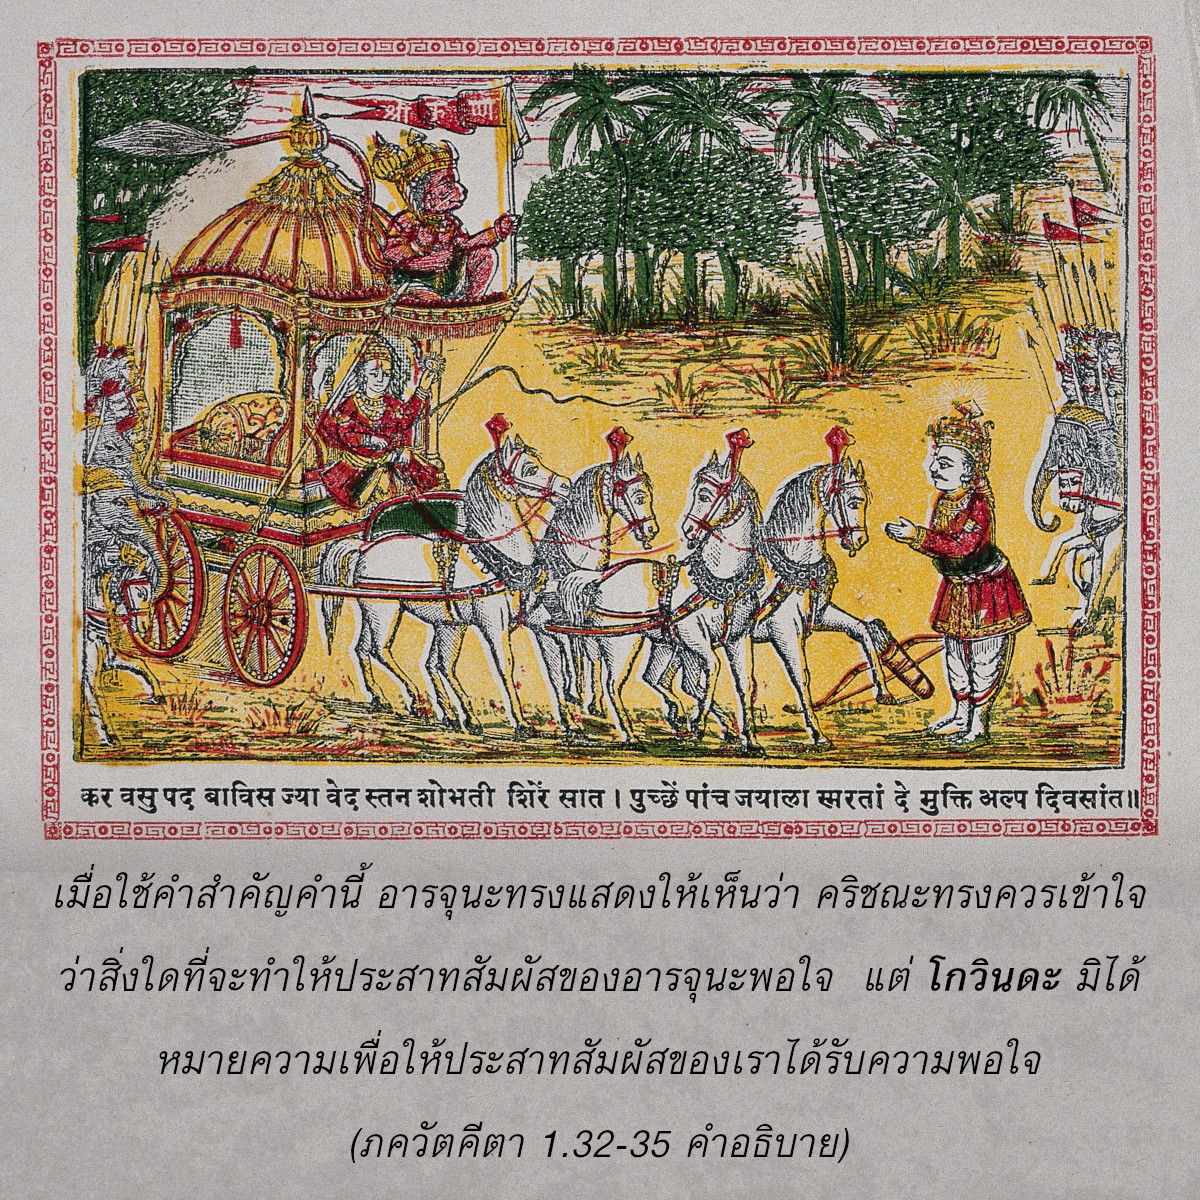 कर वसु पद बाविस ज्या वेद स्तन शोभती शिरें सात । पुच्छें पांच जयाला स्मरतां दे मुक्ति अल्प दिवसांत॥
เมื่อใช้คำสำคัญคำนี้ อารจุนะทรงแสดงให้เห็นว่า คริชณะทรงควรเข้าใจ
ว่าสิ่งใดที่จะทำให้ประสาทสัมผัสของอารจุนะพอใจ แต่ โกวินดะ มิได้
หมายความเพื่อให้ประสาทสัมผัสของเราได้รับความพอใจ
(ภควัตคีตา 1.32-35 คำอธิบาย)